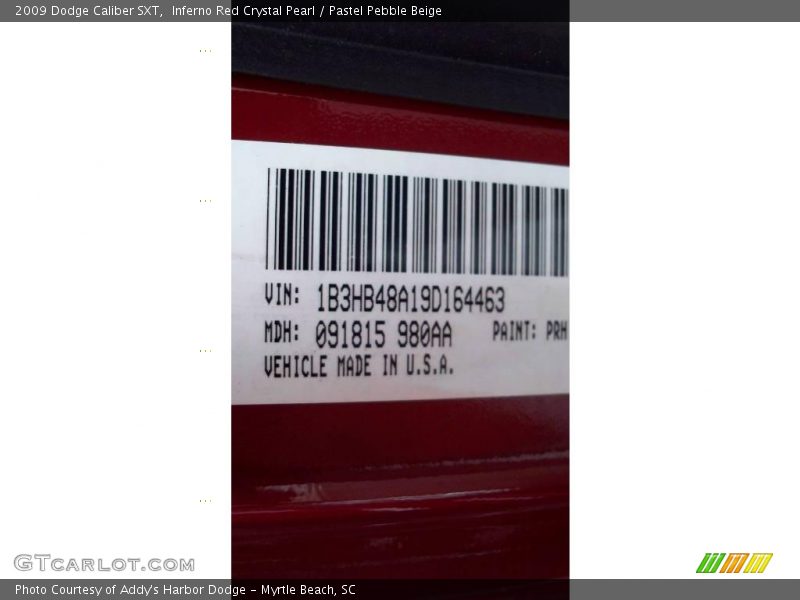 2009 Dodge Caliber SXT,  Inferno Red Crystal Pearl / Pastel Pebble Beige
VIN: 1B3HB48A19D164463
MDH: 091815 980AA PAINT: PRH
VEHICLE MADE IN U.S.A.
GTCARLOT.COM
Photo Courtesy of Addy's Harbor Dodge - Myrtle Beach, SC